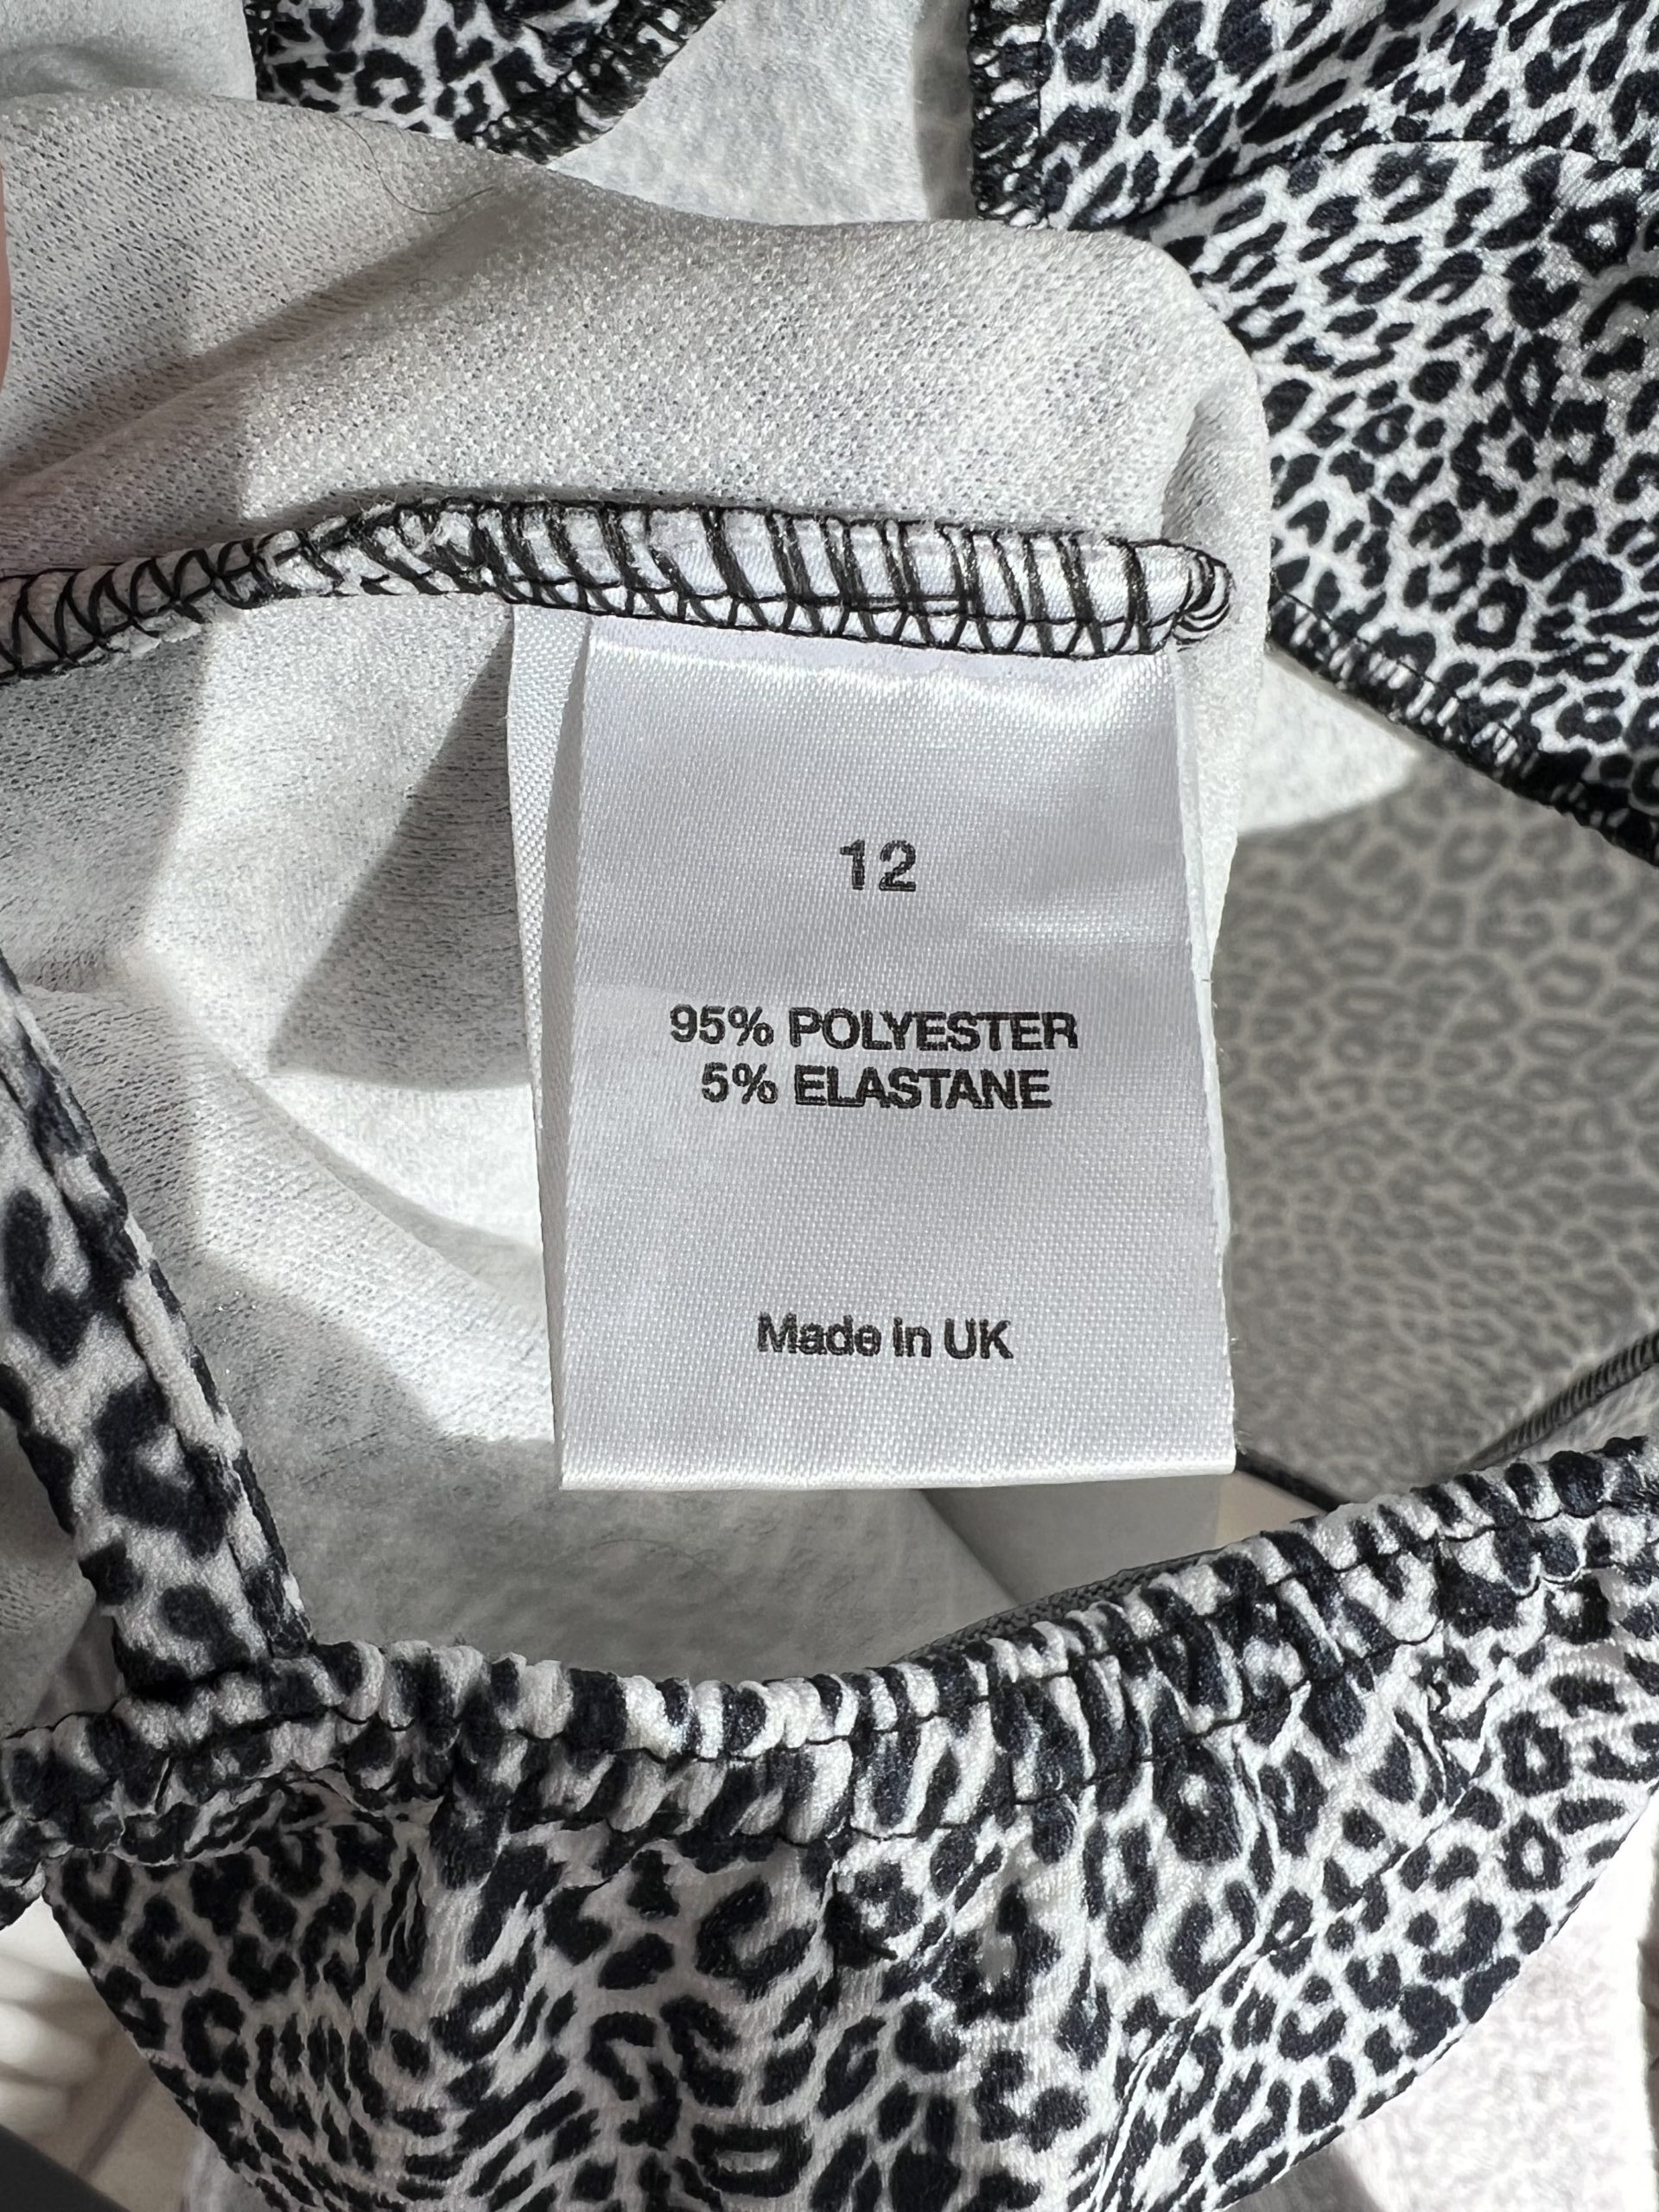 12
95% POLYESTER
5% ELASTANE
Made in UK